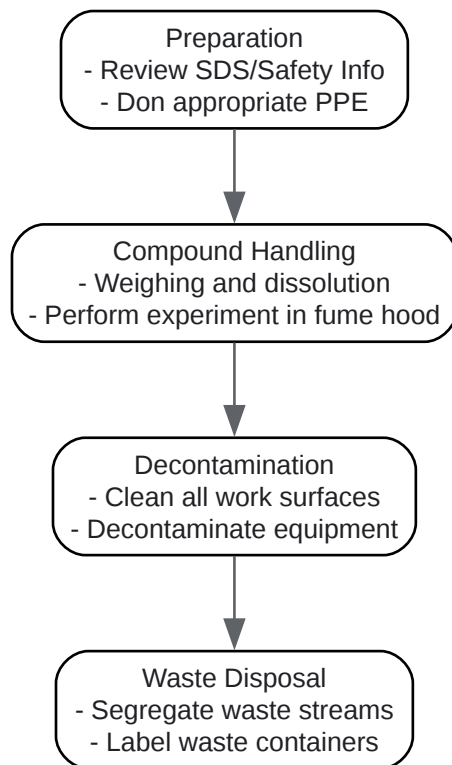 Preparation
- Review SDS/Safety Info
- Don appropriate PPE
Compound Handling
- Weighing and dissolution
- Perform experiment in fume hood
Decontamination
- Clean all work surfaces
- Decontaminate equipment
Waste Disposal
- Segregate waste streams
- Label waste containers